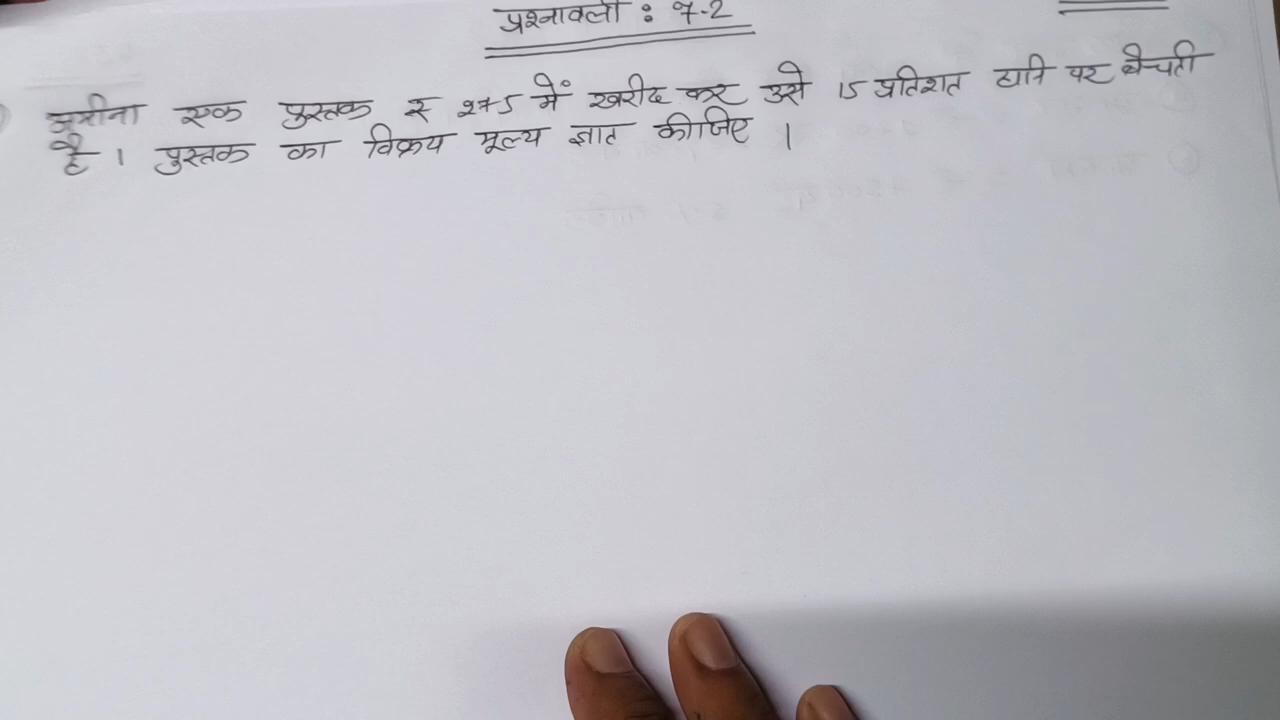 प्रश्नावली : 7.2
अमीना एक पुस्तक ₹ 275 में खरीद कर उसे 15 प्रतिशत हानि पर बेचती
है । पुस्तक का विक्रय मूल्य ज्ञात कीजिए ।